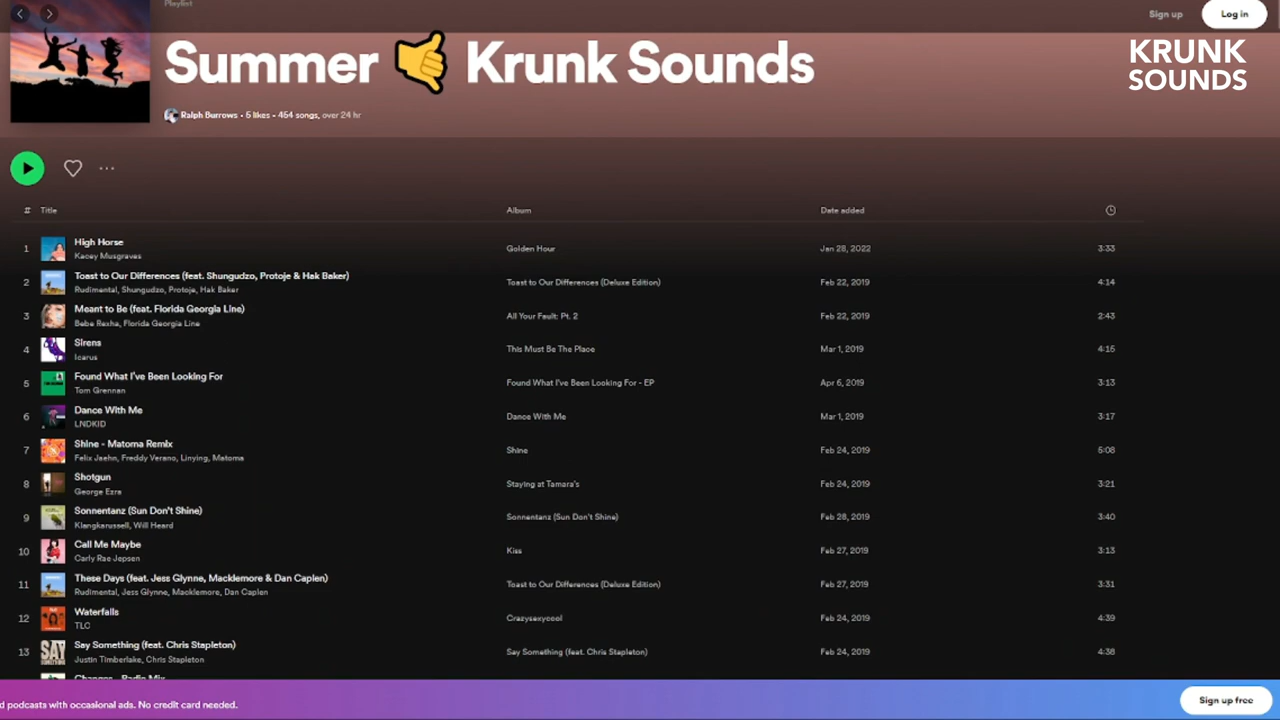 Playlist
Sign up
Log in
Summer 🤙 Krunk Sounds
KRUNK
SOUNDS
Ralph Burrows • 5 likes • 454 songs, over 24 hr
# Title Album Date added
1 High Horse Golden Hour Jan 28, 2022 3:33
Kacey Musgraves
2 Toast to Our Differences (feat. Shungudzo, Protoje & Hak Baker) Toast to Our Differences (Deluxe Edition) Feb 22, 2019 4:14
Rudimental, Shungudzo, Protoje, Hak Baker
3 Meant to Be (feat. Florida Georgia Line) All Your Fault: Pt. 2 Feb 22, 2019 2:43
Bebe Rexha, Florida Georgia Line
4 Sirens This Must Be The Place Mar 1, 2019 4:15
Icarus
5 Found What I've Been Looking For Found What I've Been Looking For - EP Apr 6, 2019 3:13
Tom Grennan
6 Dance With Me Dance With Me Mar 1, 2019 3:17
LNDKID
7 Shine - Matoma Remix Shine Feb 24, 2019 5:08
Felix Jaehn, Freddy Verano, Linying, Matoma
8 Shotgun Staying at Tamara's Feb 24, 2019 3:21
George Ezra
9 Sonnentanz (Sun Don't Shine) Sonnentanz (Sun Don't Shine) Feb 28, 2019 3:40
Klangkarussell, Will Heard
10 Call Me Maybe Kiss Feb 27, 2019 3:13
Carly Rae Jepsen
11 These Days (feat. Jess Glynne, Macklemore & Dan Caplen) Toast to Our Differences (Deluxe Edition) Feb 27, 2019 3:31
Rudimental, Jess Glynne, Macklemore, Dan Caplen
12 Waterfalls Crazysexycool Feb 24, 2019 4:39
TLC
13 Say Something (feat. Chris Stapleton) Say Something (feat. Chris Stapleton) Feb 24, 2019 4:38
Justin Timberlake, Chris Stapleton
SAY
Changes - Radio Mix
d podcasts with occasional ads. No credit card needed.
Sign up free